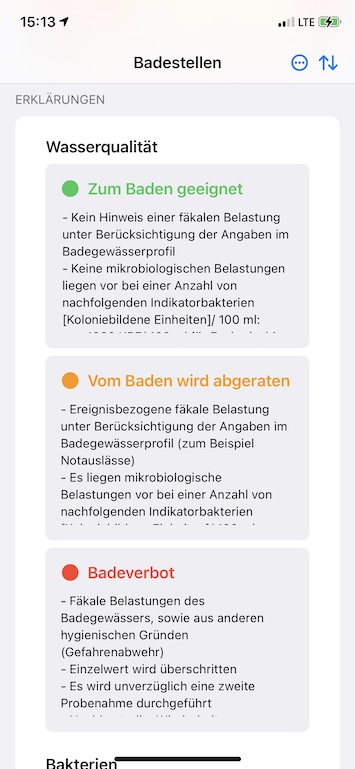 15:13
LTE
Badestellen
ERKLÄRUNGEN
Wasserqualität
Zum Baden geeignet
- Kein Hinweis einer fäkalen Belastung
unter Berücksichtigung der Angaben im
Badegewässerprofil
- Keine mikrobiologischen Belastungen
liegen vor bei einer Anzahl von
nachfolgenden Indikatorbakterien
[Koloniebildene Einheiten]/ 100 ml:
Vom Baden wird abgeraten
- Ereignisbezogene fäkale Belastung
unter Berücksichtigung der Angaben im
Badegewässerprofil (zum Beispiel
Notauslässe)
- Es liegen mikrobiologische
Belastungen vor bei einer Anzahl von
nachfolgenden Indikatorbakterien
Badeverbot
- Fäkale Belastungen des
Badegewässers, sowie aus anderen
hygienischen Gründen
(Gefahrenabwehr)
- Einzelwert wird überschritten
- Es wird unverzüglich eine zweite
Probenahme durchgeführt
Bakterien